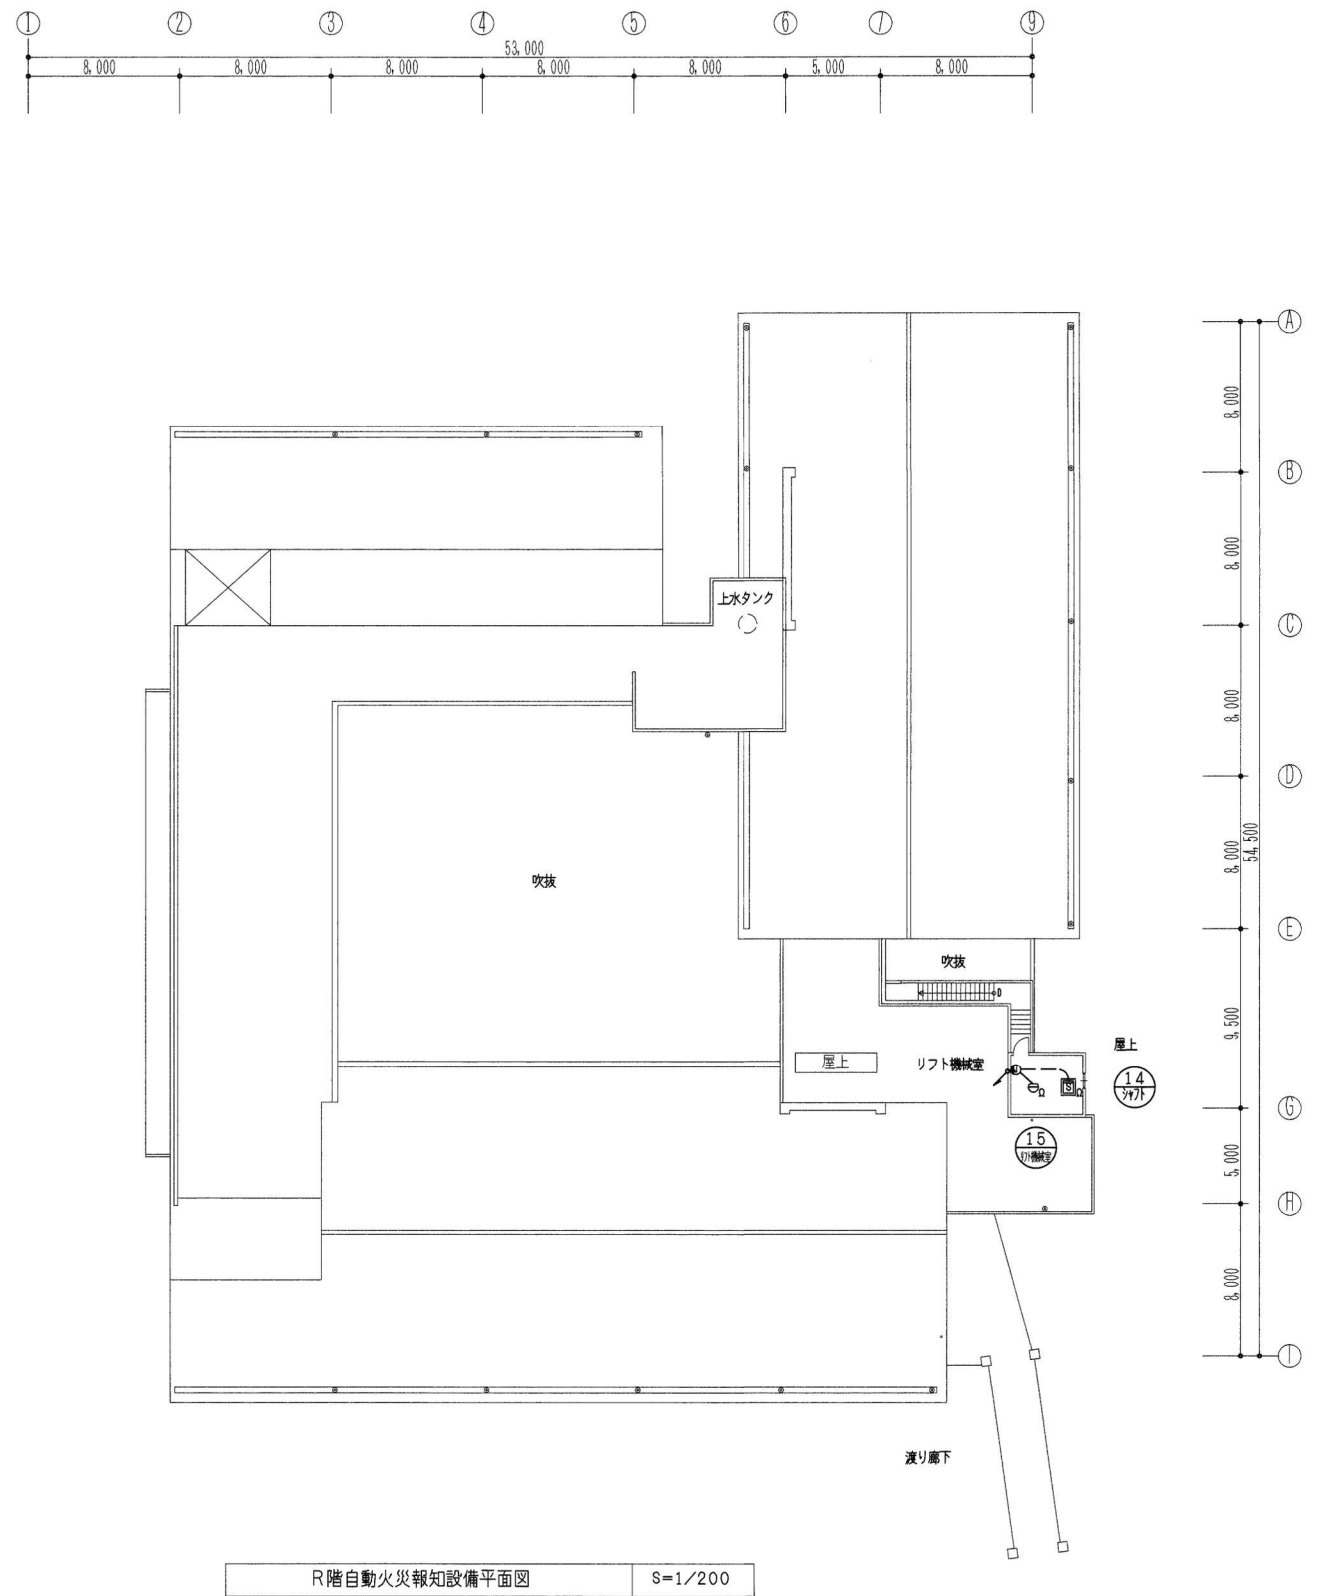 1 2 3 4 5 6 7 9
53,000
8,000 8,000 8,000 8,000 8,000 5,000 8,000
A
8,000
B
8,000
上水タンク
C
8,000
D
8,000
54,500
吹抜
E
吹抜
D
9,500
屋上
屋上
リフト機械室
14
シャフト
S
Ω
Ω
G
15
リフト機械室
5,000
H
8,000
I
渡り廊下
R階自動火災報知設備平面図 S=1/200